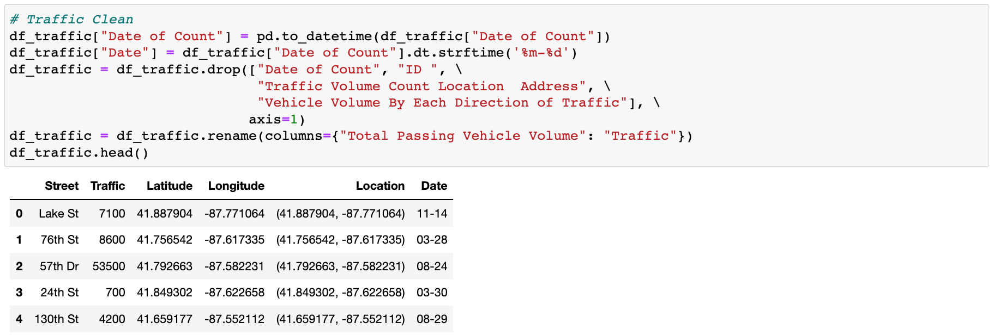 # Traffic Clean
df_traffic["Date of Count"] = pd.to_datetime(df_traffic["Date of Count"])
df_traffic["Date"] = df_traffic["Date of Count"].dt.strftime('%m-%d')
df_traffic = df_traffic.drop(["Date of Count", "ID ", \
                              "Traffic Volume Count Location  Address", \
                              "Vehicle Volume By Each Direction of Traffic"], \
                             axis=1)
df_traffic = df_traffic.rename(columns={"Total Passing Vehicle Volume": "Traffic"})
df_traffic.head()
Street Traffic Latitude Longitude Location Date
0 Lake St 7100 41.887904 -87.771064 (41.887904, -87.771064) 11-14
1 76th St 8600 41.756542 -87.617335 (41.756542, -87.617335) 03-28
2 57th Dr 53500 41.792663 -87.582231 (41.792663, -87.582231) 08-24
3 24th St 700 41.849302 -87.622658 (41.849302, -87.622658) 03-30
4 130th St 4200 41.659177 -87.552112 (41.659177, -87.552112) 08-29